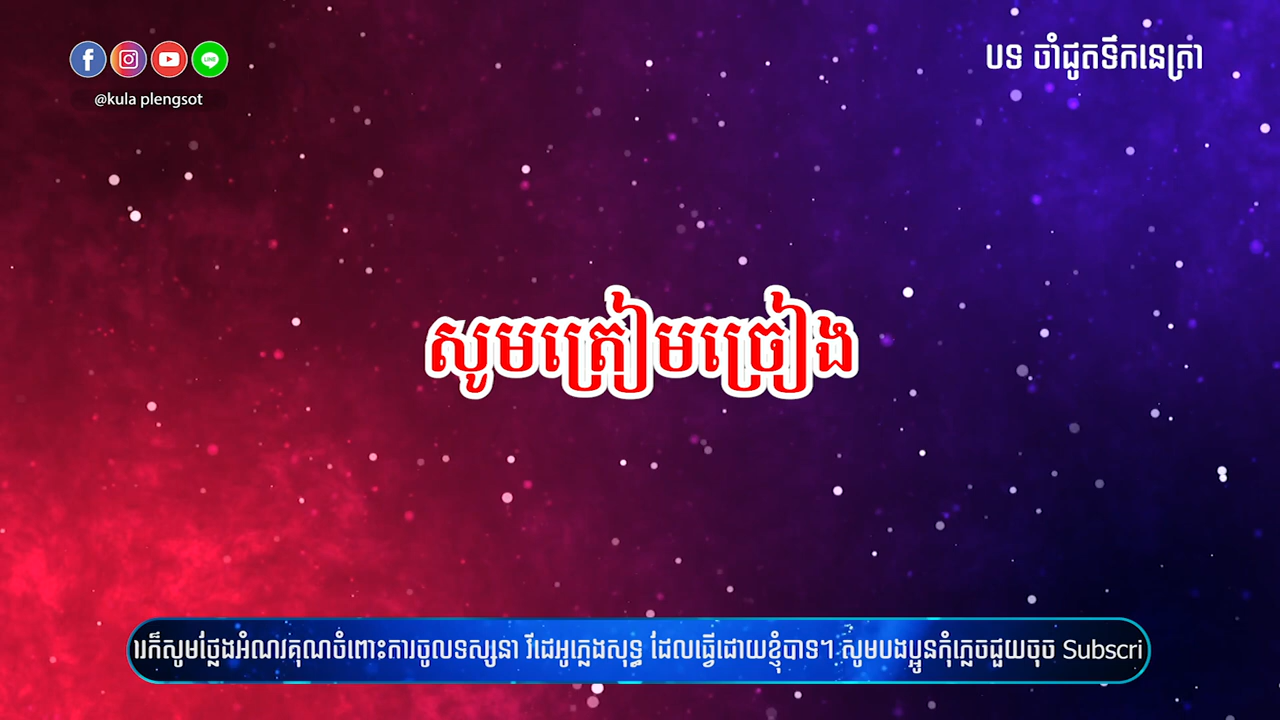 @kula plengsot
បទ ចាំជូតទឹកនេត្រា
សូមត្រៀមច្រៀង
រក៏សូមថ្លែងអំណរគុណចំពោះការចូលទស្សនា វីដេអូភ្លេងសុទ្ធ ដែលធ្វើដោយខ្ញុំបាទ។ សូមបងប្អូនកុំភ្លេចជួយចុច Subscri